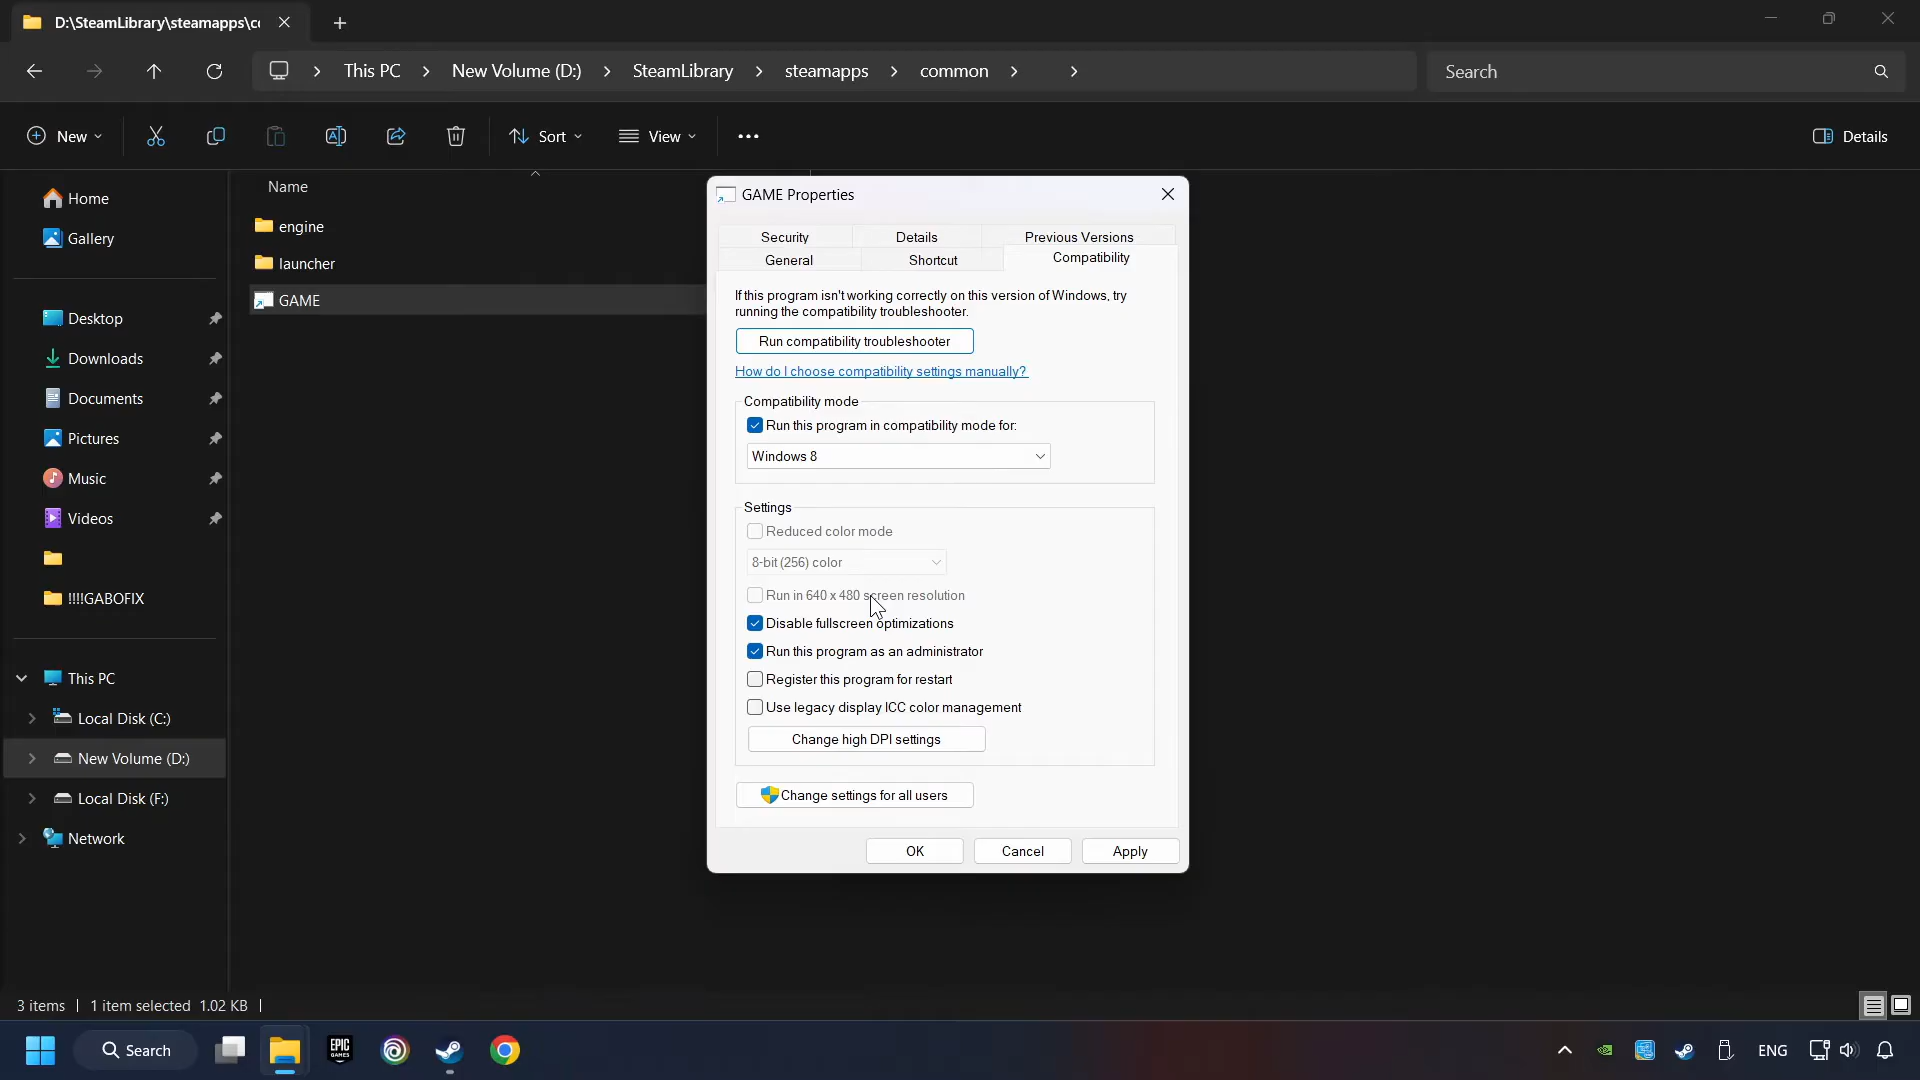 D:\SteamLibrary\steamapps\c
This PC
New Volume (D:)
SteamLibrary
steamapps
common
Search
New
Sort
View
Details
Home
Gallery
Desktop
Downloads
Documents
Pictures
Music
Videos
!!!!GABOFIX
This PC
Local Disk (C:)
New Volume (D:)
Local Disk (F:)
Network
Name
engine
launcher
GAME
GAME Properties
Security
Details
Previous Versions
General
Shortcut
Compatibility
If this program isn't working correctly on this version of Windows, try
running the compatibility troubleshooter.
Run compatibility troubleshooter
How do I choose compatibility settings manually?
Compatibility mode
Run this program in compatibility mode for:
Windows 8
Settings
Reduced color mode
8-bit (256) color
Run in 640 x 480 screen resolution
Disable fullscreen optimizations
Run this program as an administrator
Register this program for restart
Use legacy display ICC color management
Change high DPI settings
Change settings for all users
OK
Cancel
Apply
3 items
1 item selected 1.02 KB
Search
EPIC
GAMES
ENG